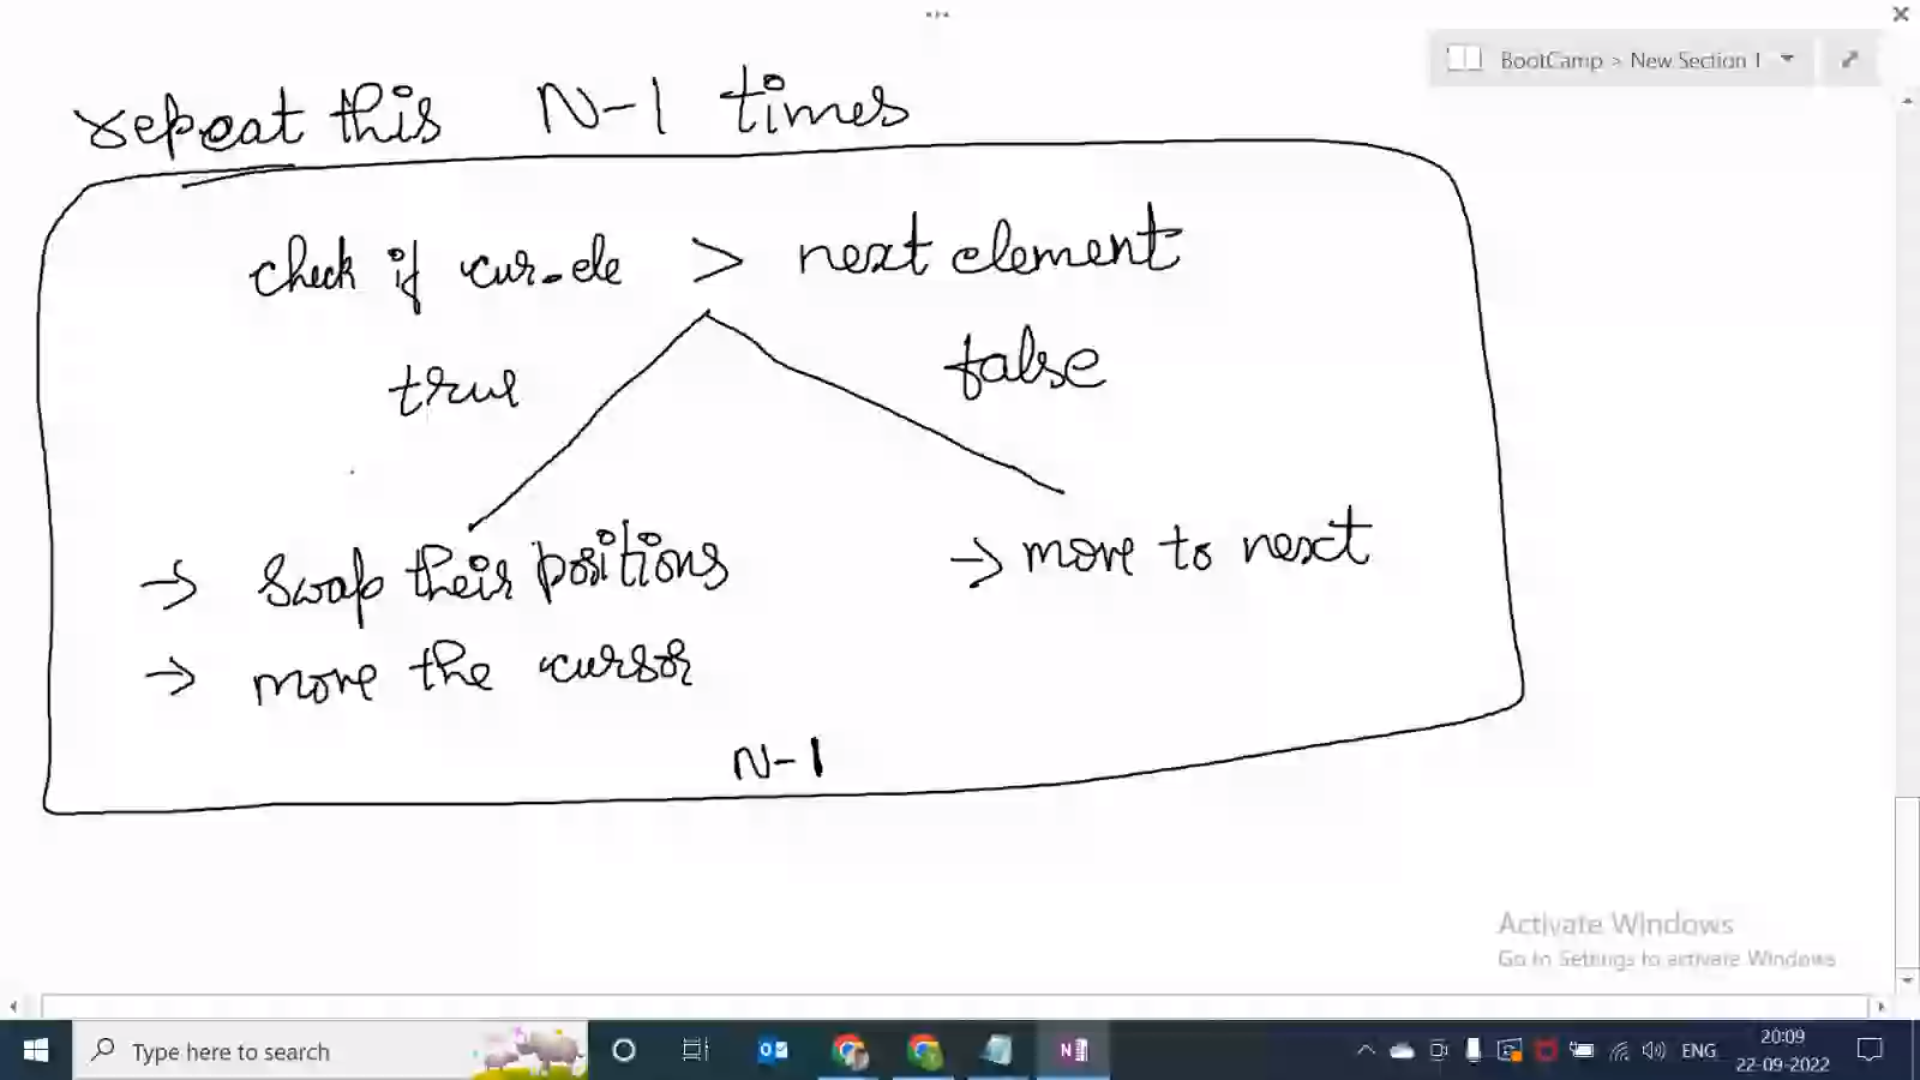 BootCamp > New Section 1
repeat this N-1 times
check if cur-ele > next element
true false
→ swap their positions → move to next
→ move the cursor
N-1
Activate Windows
Go to Settings to activate Windows
Type here to search
ENG
20:09
22-09-2022